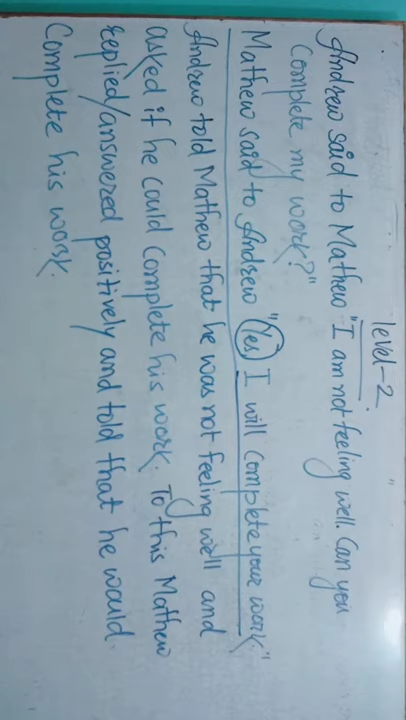 level-2
Andrew said to Mathew "I am not feeling well. Can you
Complete my work?"
Mathew said to Andrew "Yes I will complete your work."
Andrew told Mathew that he was not feeling well and
asked if he could complete his work. To this Mathew
replied/answered positively and told that he would
Complete his work.